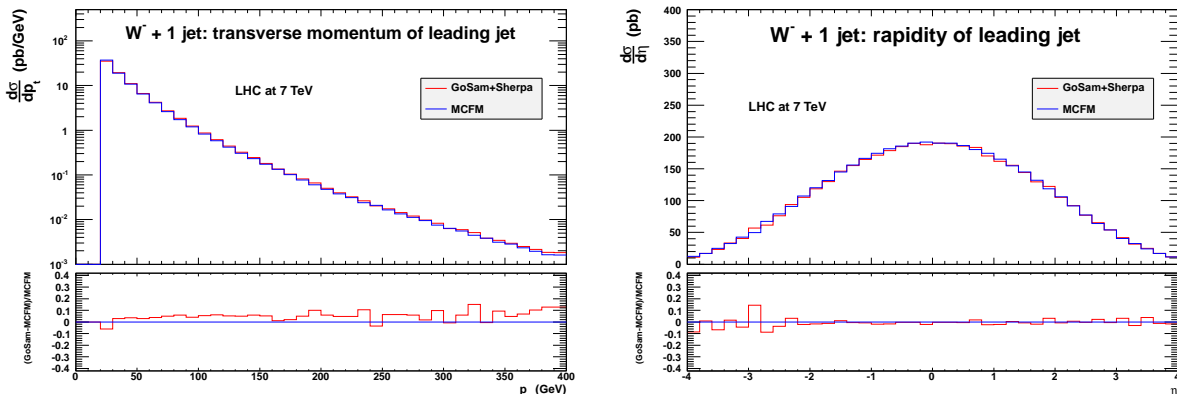 W⁻ + 1 jet: transverse momentum of leading jet
dσ/dp_t (pb/GeV)
LHC at 7 TeV
GoSam+Sherpa
MCFM
10²
10
1
10⁻¹
10⁻²
10⁻³
(GoSam-MCFM)/MCFM
0.4
0.3
0.2
0.1
0
-0.1
-0.2
-0.3
-0.4
0 50 100 150 200 250 300 350 400
p (GeV)
W⁻ + 1 jet: rapidity of leading jet
dσ/dη (pb)
LHC at 7 TeV
GoSam+Sherpa
MCFM
400
350
300
250
200
150
100
50
0
(GoSam-MCFM)/MCFM
0.4
0.3
0.2
0.1
0
-0.1
-0.2
-0.3
-0.4
-4 -3 -2 -1 0 1 2 3 4
η